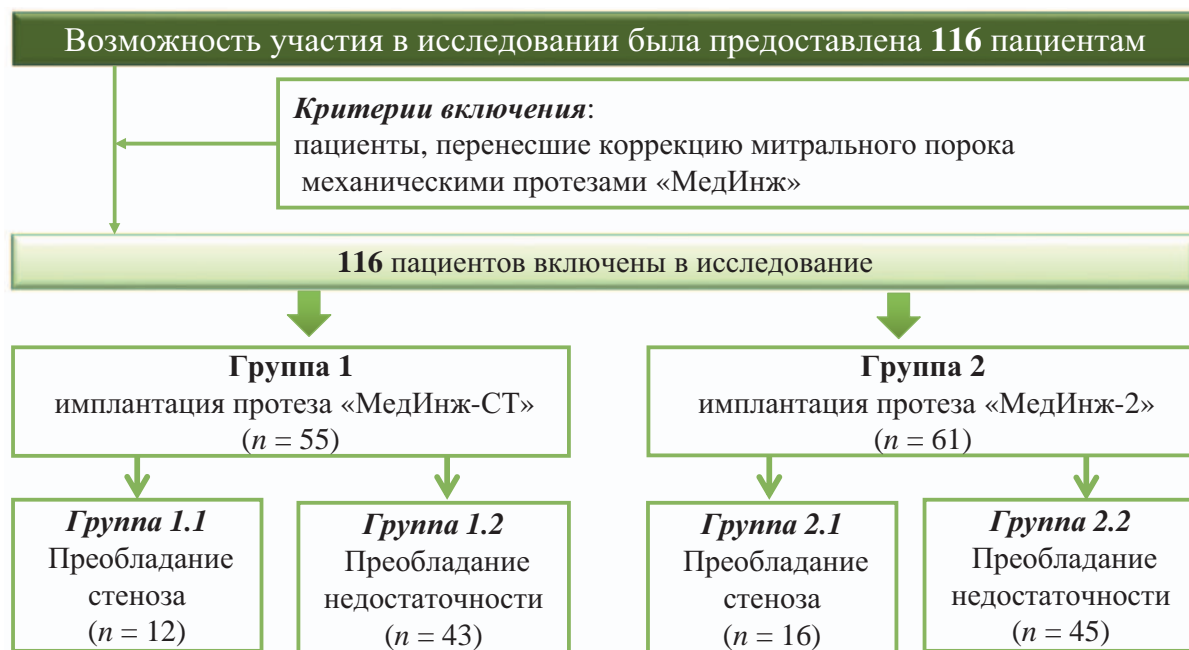 Возможность участия в исследовании была предоставлена 116 пациентам
Критерии включения:
пациенты, перенесшие коррекцию митрального порока
механическими протезами «МедИнж»
116 пациентов включены в исследование
Группа 1
имплантация протеза «МедИнж-СТ»
(n = 55)
Группа 2
имплантация протеза «МедИнж-2»
(n = 61)
Группа 1.1
Преобладание
стеноза
(n = 12)
Группа 1.2
Преобладание
недостаточности
(n = 43)
Группа 2.1
Преобладание
стеноза
(n = 16)
Группа 2.2
Преобладание
недостаточности
(n = 45)